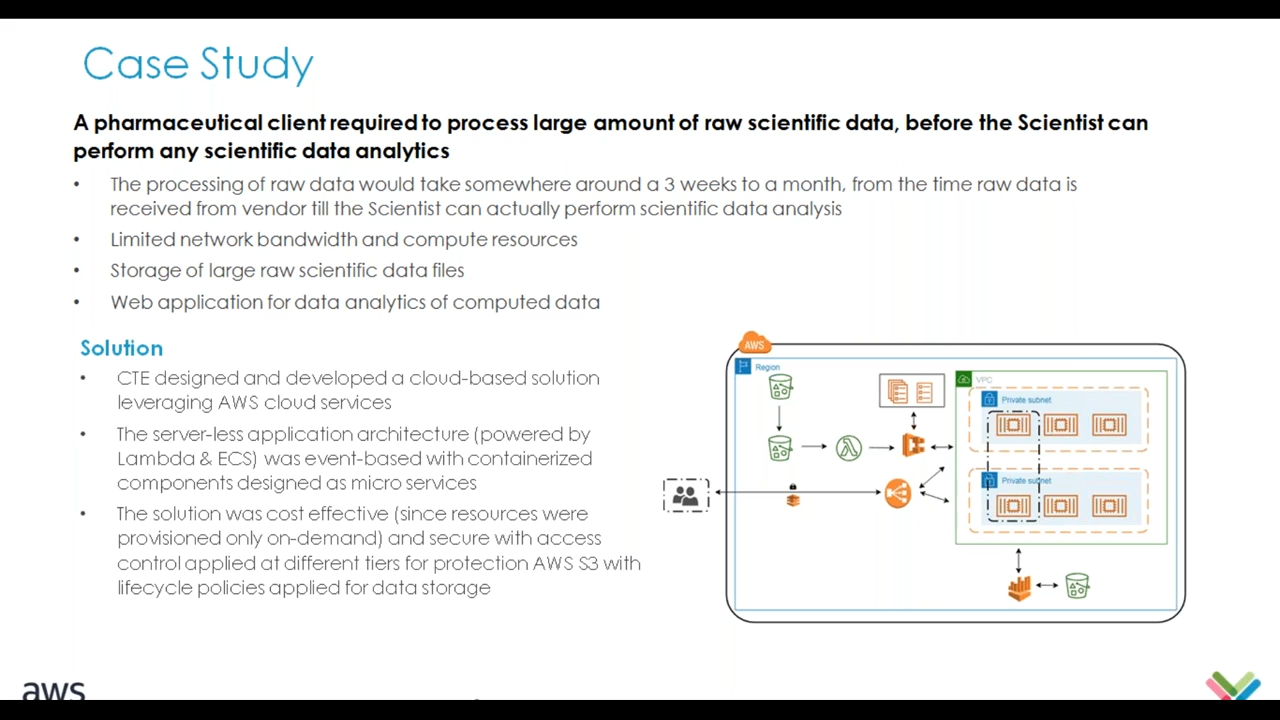 Case Study
A pharmaceutical client required to process large amount of raw scientific data, before the Scientist can
perform any scientific data analytics
• The processing of raw data would take somewhere around a 3 weeks to a month, from the time raw data is
received from vendor till the Scientist can actually perform scientific data analysis
• Limited network bandwidth and compute resources
• Storage of large raw scientific data files
• Web application for data analytics of computed data
Solution
• CTE designed and developed a cloud-based solution
leveraging AWS cloud services
• The server-less application architecture (powered by
Lambda & ECS) was event-based with containerized
components designed as micro services
• The solution was cost effective (since resources were
provisioned only on-demand) and secure with access
control applied at different tiers for protection AWS S3 with
lifecycle policies applied for data storage
AWS
Region
VPC
Private subnet
Private subnet
aws